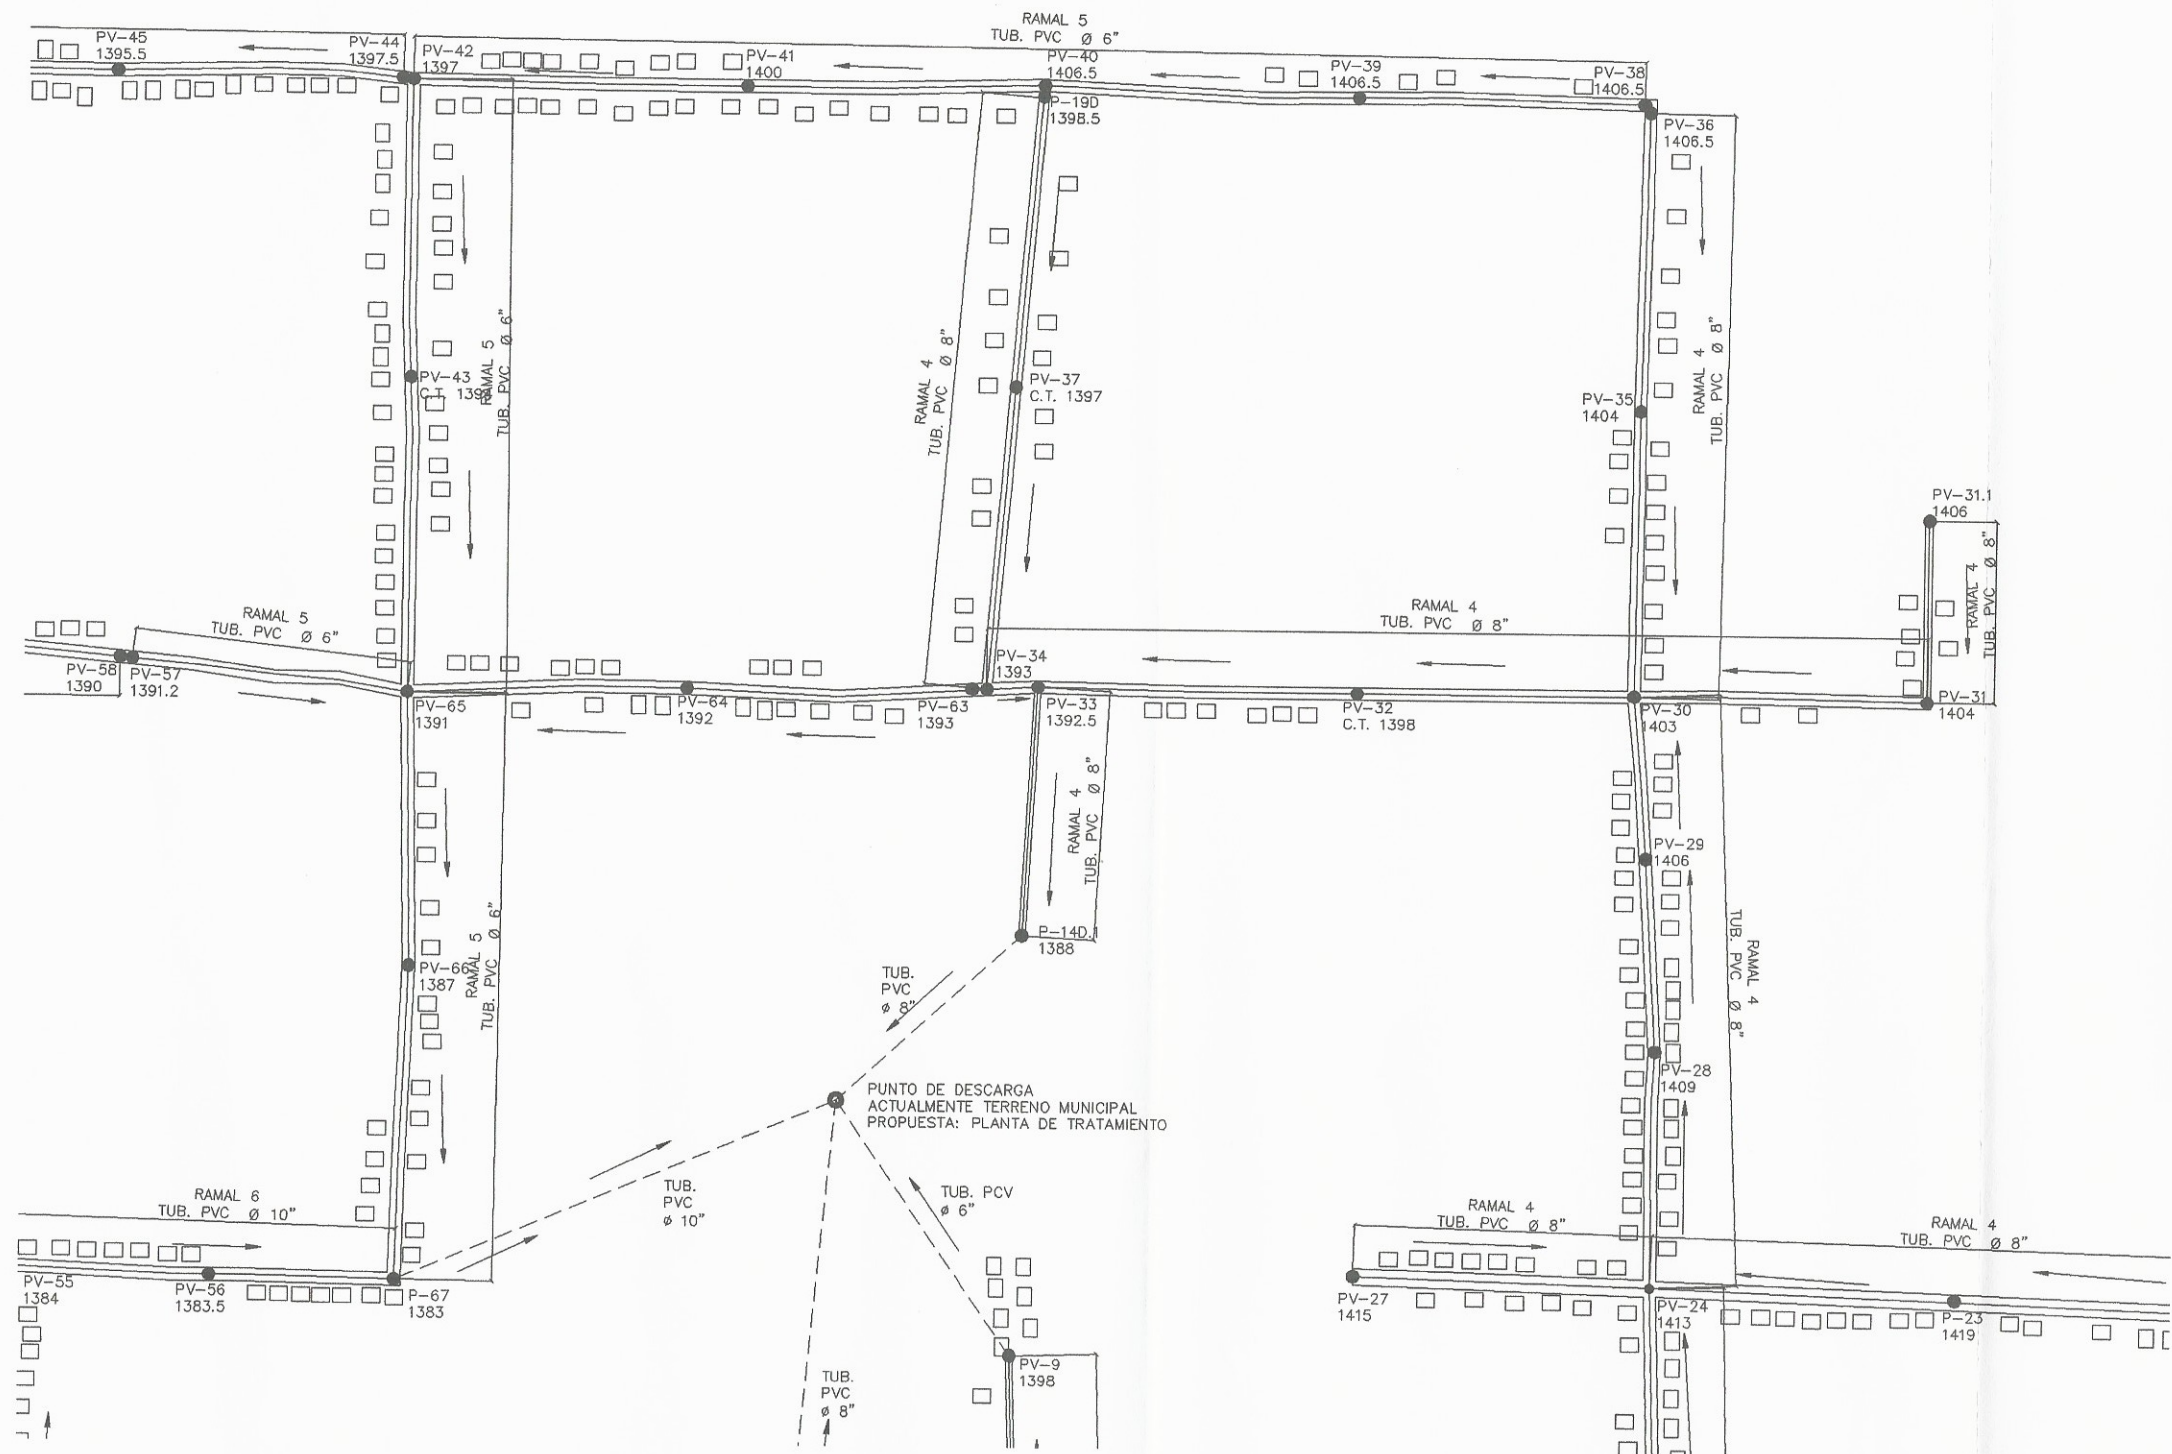 RAMAL 5
TUB. PVC Ø 6"
PV-45
1395.5
PV-44
1397.5
PV-42
1397
PV-41
1400
PV-40
1406.5
PV-39
1406.5
PV-38
1406.5
P-19D
1398.5
PV-36
1406.5
RAMAL 5
TUB. PVC Ø 6"
PV-43
C.T.
RAMAL 4
TUB. PVC Ø 8"
PV-37
C.T. 1397
PV-35
1404
RAMAL 4
TUB. PVC Ø 8"
PV-31.1
1406
RAMAL 4
TUB. PVC Ø 8"
RAMAL 5
TUB. PVC Ø 6"
RAMAL 4
TUB. PVC Ø 8"
PV-58
1390
PV-57
1391.2
PV-65
1391
PV-64
1392
PV-63
1393
PV-34
1393
PV-33
1392.5
PV-32
C.T. 1398
PV-30
1403
PV-31
1404
RAMAL 4
TUB. PVC Ø 8"
PV-29
1406
RAMAL 5
TUB. PVC Ø 6"
PV-66
1387
P-14D.1
1388
RAMAL 4
TUB. PVC Ø 8"
TUB.
PVC
ø 8"
PV-28
1409
PUNTO DE DESCARGA
ACTUALMENTE TERRENO MUNICIPAL
PROPUESTA: PLANTA DE TRATAMIENTO
RAMAL 6
TUB. PVC Ø 10"
TUB.
PVC
ø 10"
TUB. PCV
ø 6"
RAMAL 4
TUB. PVC Ø 8"
RAMAL 4
TUB. PVC Ø 8"
PV-55
1384
PV-56
1383.5
P-67
1383
PV-27
1415
PV-24
1413
P-23
1419
PV-9
1398
TUB.
PVC
ø 8"